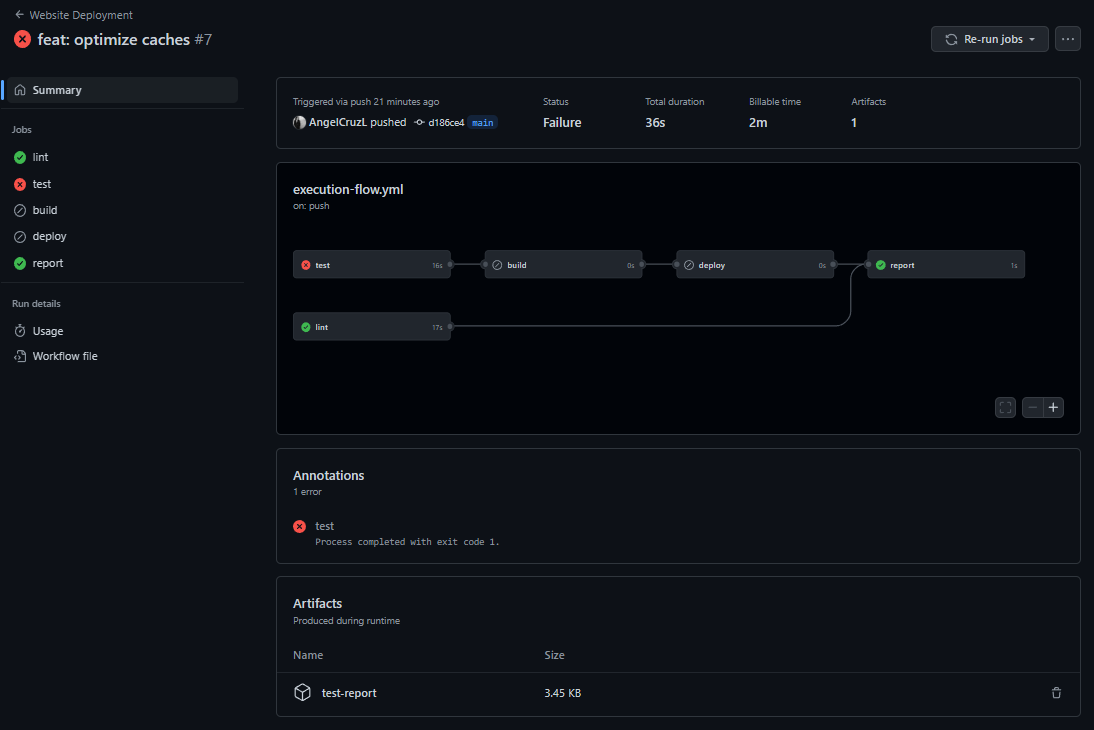 Website Deployment
feat: optimize caches #7
Re-run jobs
Summary
Jobs
lint
test
build
deploy
report
Run details
Usage
Workflow file
Triggered via push 21 minutes ago
AngelCruzL pushed d186ce4 main
Status
Failure
Total duration
36s
Billable time
2m
Artifacts
1
execution-flow.yml
on: push
test 16s
build 0s
deploy 0s
report 1s
lint 17s
Annotations
1 error
test
Process completed with exit code 1.
Artifacts
Produced during runtime
Name Size
test-report 3.45 KB